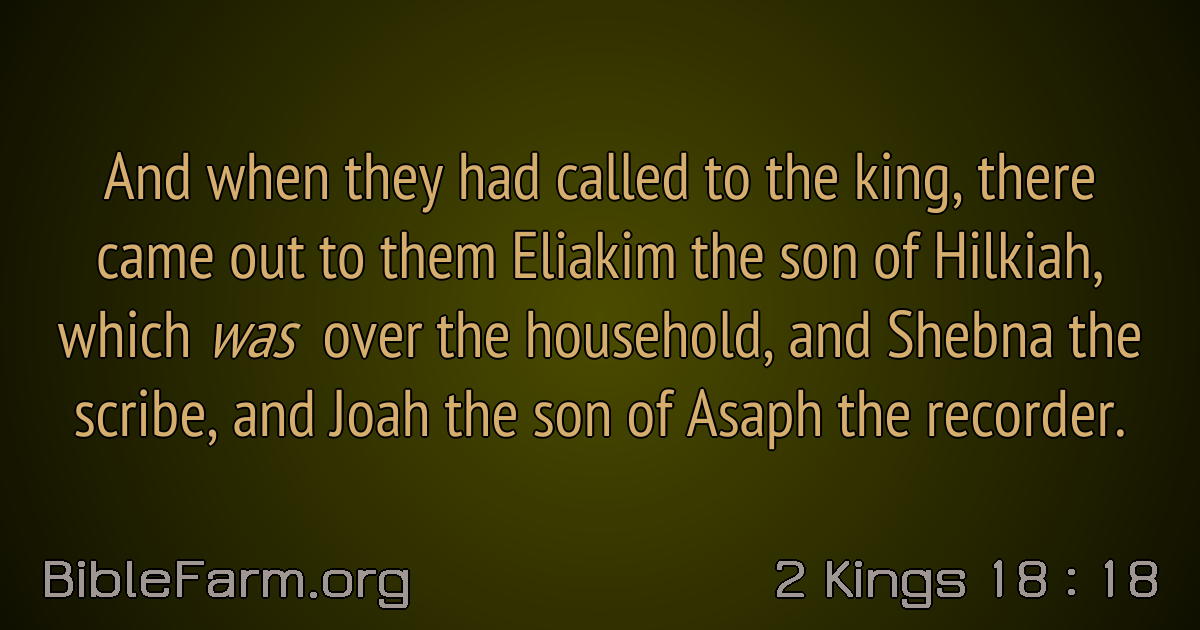 And when they had called to the king, there
came out to them Eliakim the son of Hilkiah,
which was over the household, and Shebna the
scribe, and Joah the son of Asaph the recorder.
BibleFarm.org
2 Kings 18 : 18